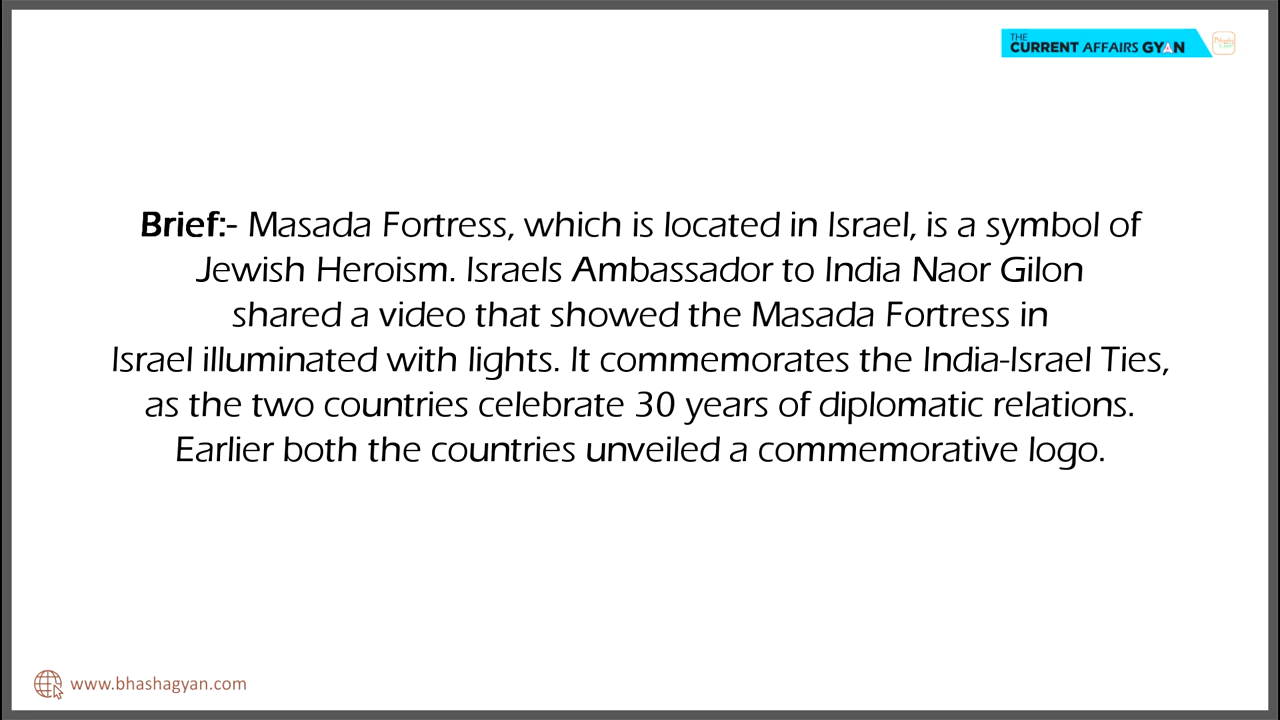 THE
CURRENT AFFAIRS GYAN
Brief:- Masada Fortress, which is located in Israel, is a symbol of
Jewish Heroism. Israels Ambassador to India Naor Gilon
shared a video that showed the Masada Fortress in
Israel illuminated with lights. It commemorates the India-Israel Ties,
as the two countries celebrate 30 years of diplomatic relations.
Earlier both the countries unveiled a commemorative logo.
www.bhashagyan.com